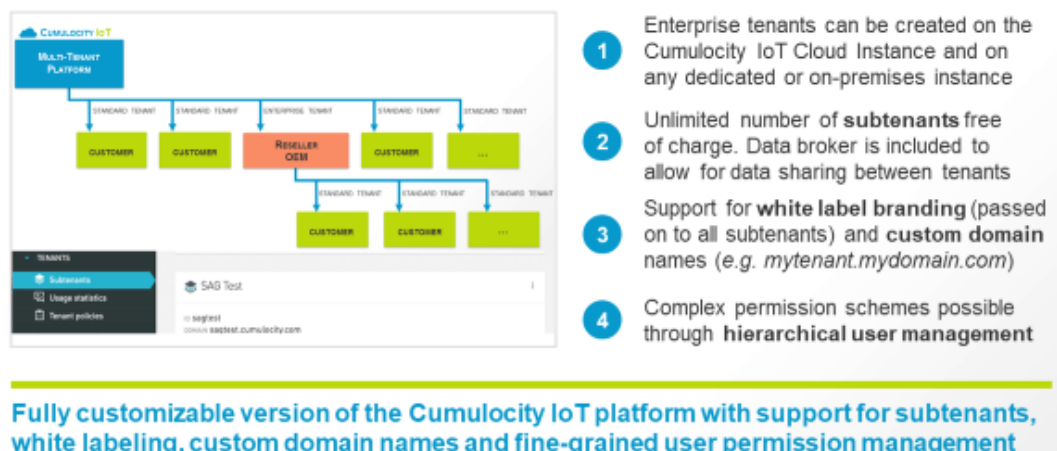 CUMULOCITY IoT
MULTI-TENANT
PLATFORM
STANDARD TENANT
STANDARD TENANT
ENTERPRISE TENANT
STANDARD TENANT
STANDARD TENANT
CUSTOMER
CUSTOMER
RESELLER
OEM
CUSTOMER
...
STANDARD TENANT
STANDARD TENANT
STANDARD TENANT
CUSTOMER
CUSTOMER
...
TENANTS
Subtenants
Usage statistics
Tenant policies
SAG Test
ID sagtest
DOMAIN sagtest.cumulocity.com
1
Enterprise tenants can be created on the
Cumulocity IoT Cloud Instance and on
any dedicated or on-premises instance
2
Unlimited number of subtenants free
of charge. Data broker is included to
allow for data sharing between tenants
3
Support for white label branding (passed
on to all subtenants) and custom domain
names (e.g. mytenant.mydomain.com)
4
Complex permission schemes possible
through hierarchical user management
Fully customizable version of the Cumulocity IoT platform with support for subtenants,
white labeling, custom domain names and fine-grained user permission management